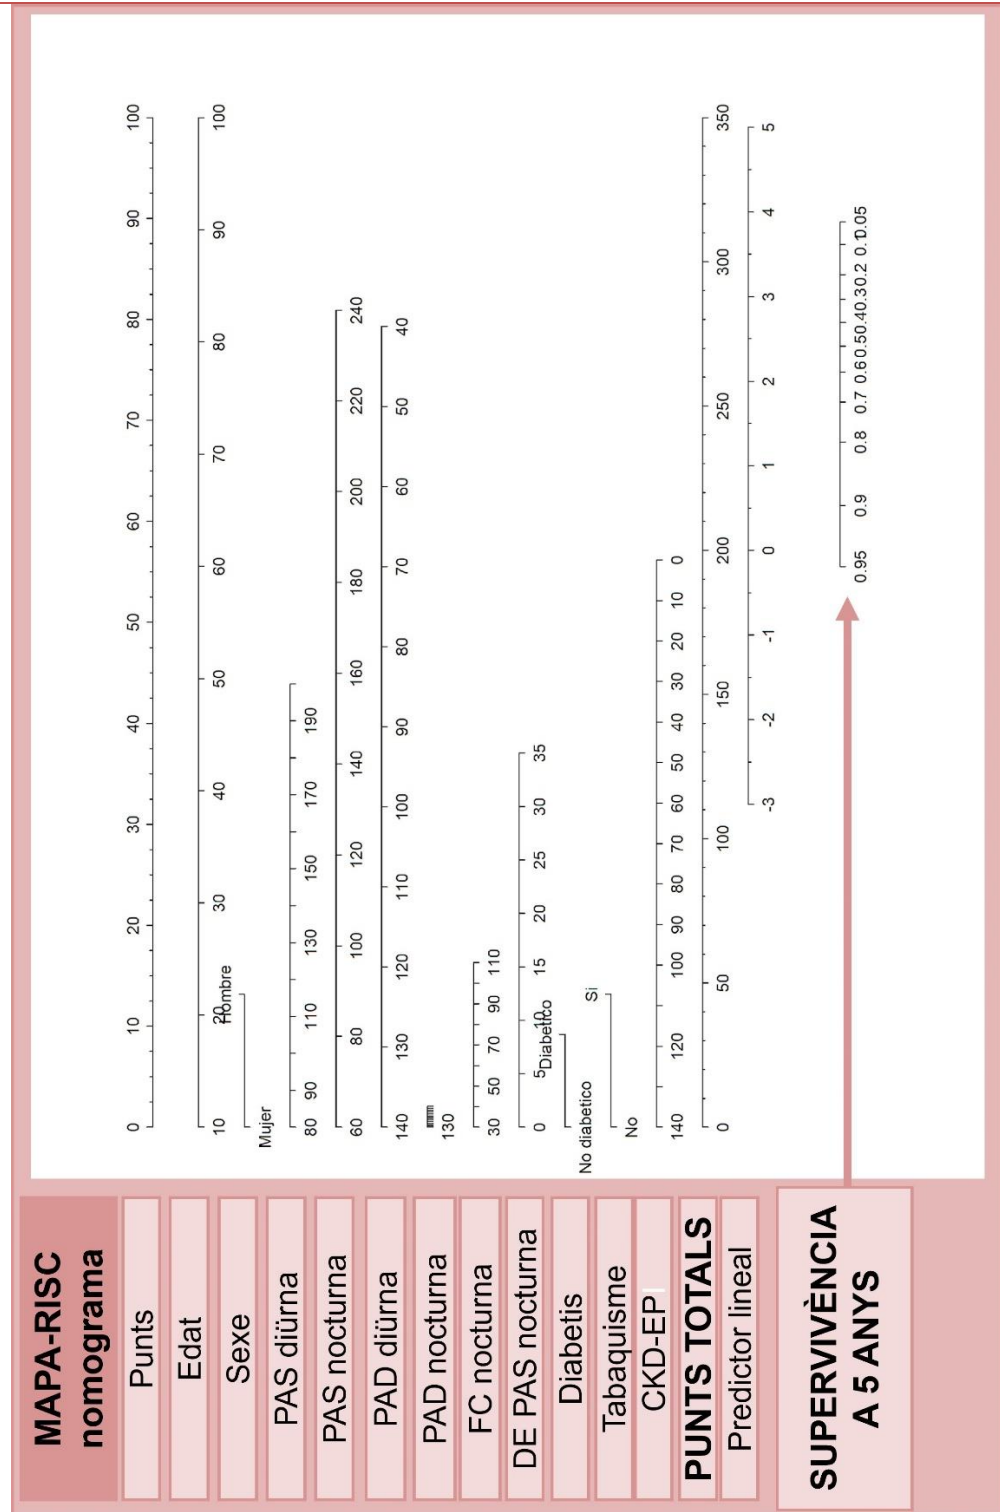 MAPA-RISC
nomograma
Punts
0 10 20 30 40 50 60 70 80 90 100
Edat
10 20 30 40 50 60 70 80 90 100
Sexe
Hombre
Mujer
PAS diürna
80 90 110 130 150 170 190
PAS nocturna
60 80 100 120 140 160 180 200 220 240
PAD diürna
140 130 120 110 100 90 80 70 60 50 40
PAD nocturna
130
FC nocturna
30 50 70 90 110
DE PAS nocturna
0 5 10 15 20 25 30 35
Diabetis
Diabetico
No diabetico
Tabaquisme
Si
No
CKD-EPI
140 120 100 90 80 70 60 50 40 30 20 10 0
PUNTS TOTALS
0 50 100 150 200 250 300 350
Predictor lineal
-3 -2 -1 0 1 2 3 4 5
SUPERVIVÈNCIA
A 5 ANYS
0.95 0.9 0.8 0.7 0.6 0.5 0.4 0.3 0.2 0.1 0.05